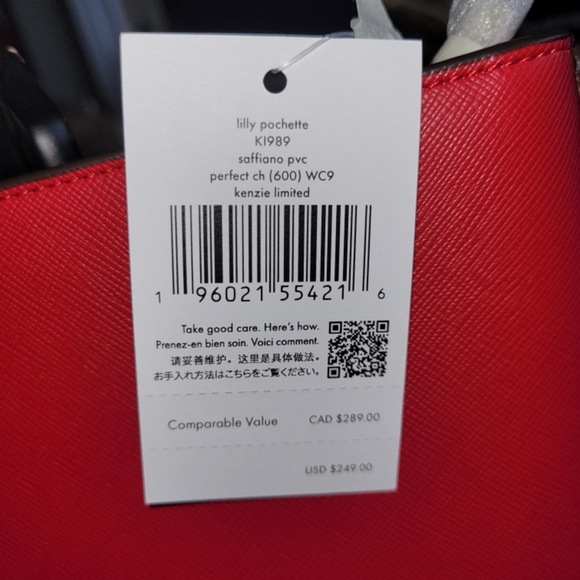 lilly pochette
KI989
saffiano pvc
perfect ch (600) WC9
kenzie limited
1 96021 55421 6
Take good care. Here's how.
Prenez-en bien soin. Voici comment.
请妥善维护。这里是具体做法。
お手入れ方法はこちらをご覧ください。
Comparable Value CAD $289.00
USD $249.00